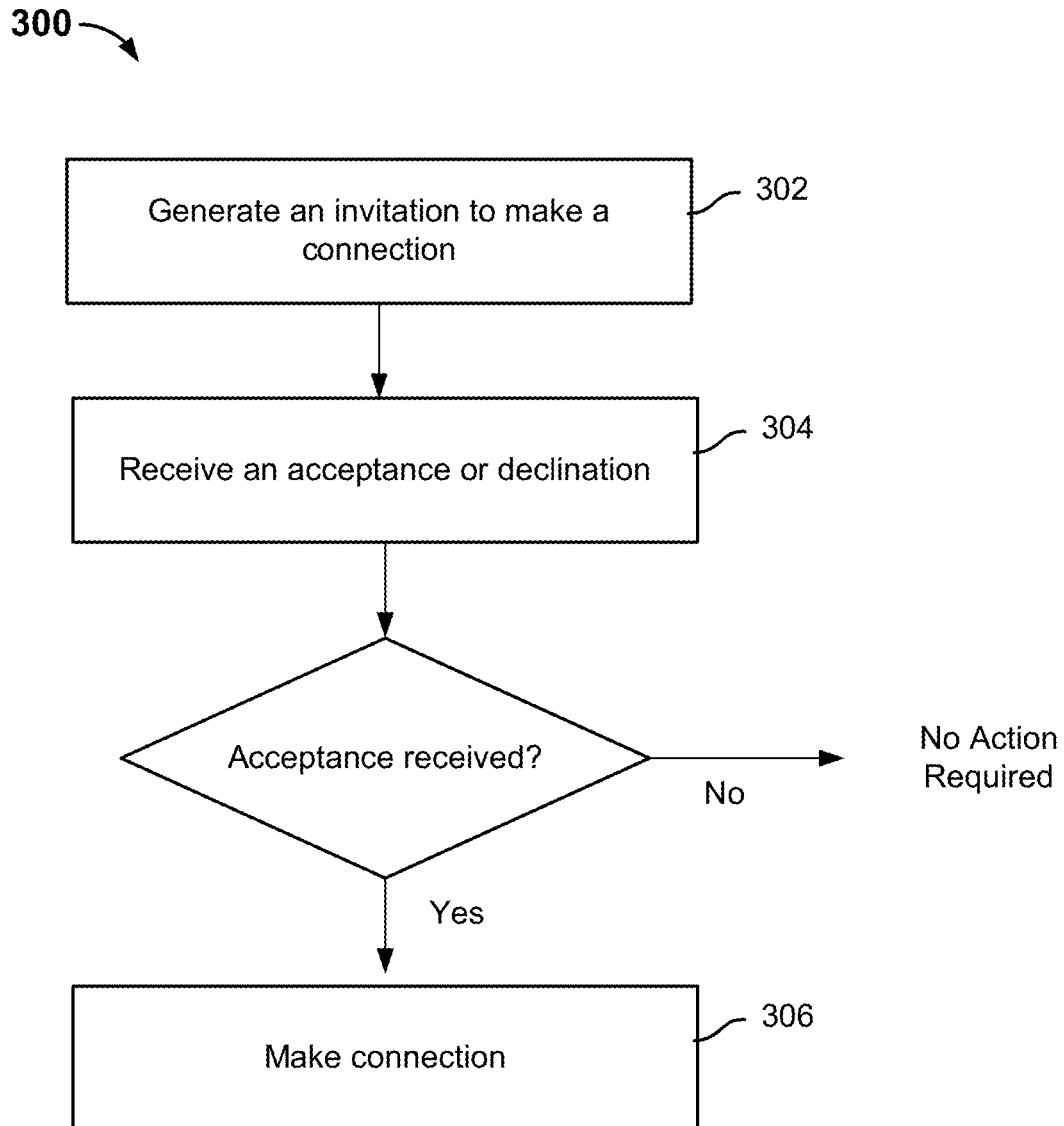 300
Generate an invitation to make a
connection
302
Receive an acceptance or declination
304
Acceptance received?
No
No Action
Required
Yes
Make connection
306